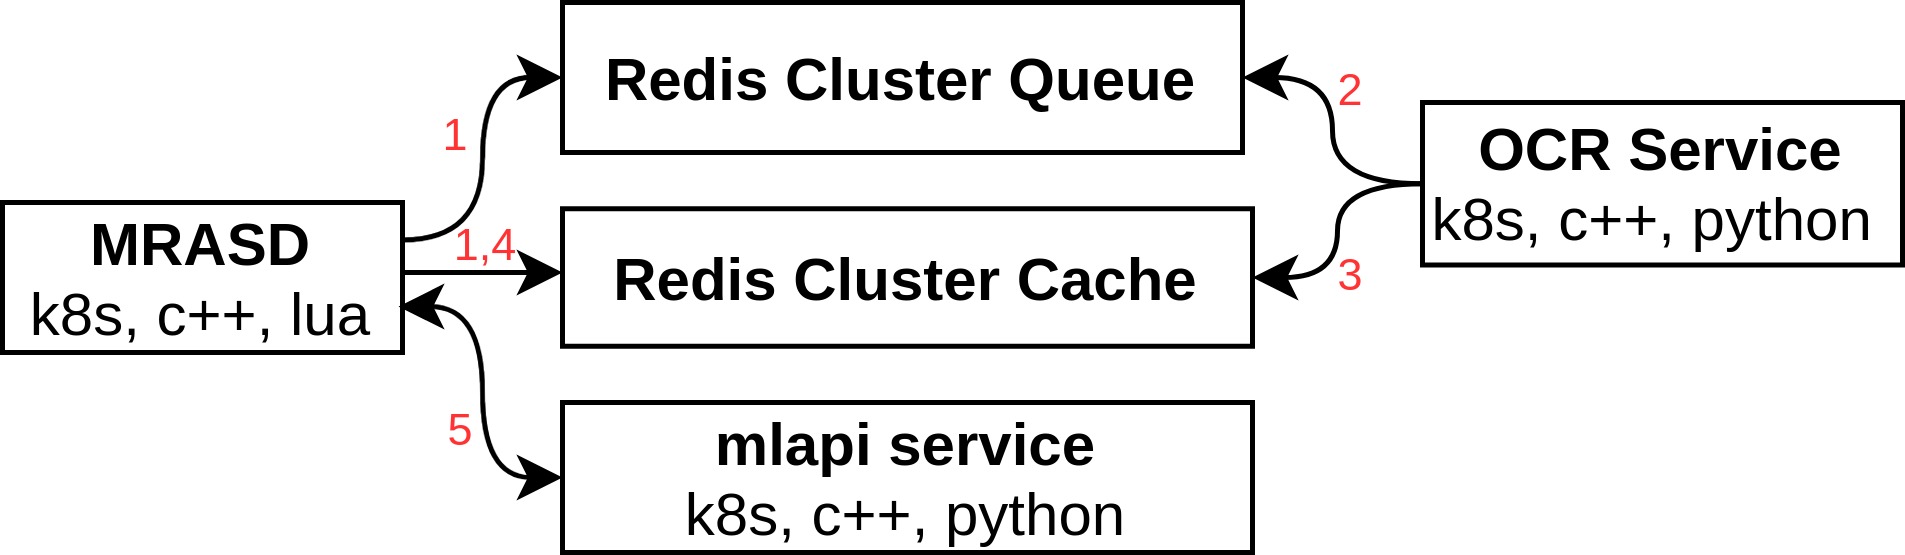 Redis Cluster Queue
1
2
OCR Service
k8s, c++, python
MRASD
k8s, c++, lua
1,4
Redis Cluster Cache
3
5
mlapi service
k8s, c++, python